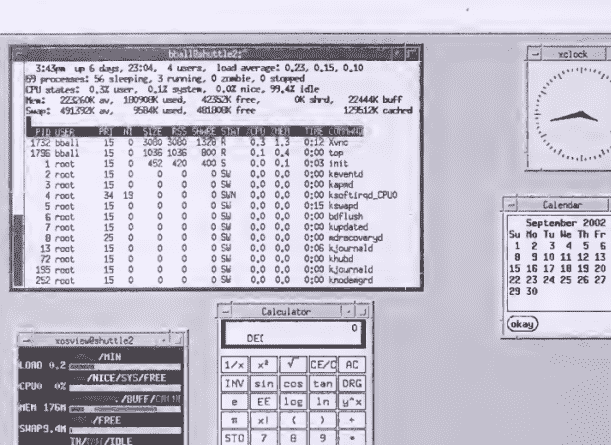 bball@shuttle2:
3:43pm up 6 days, 23:04, 4 users, load average: 0.23, 0.15, 0.10
69 processes: 56 sleeping, 3 running, 0 zombie, 0 stopped
CPU states: 0.3% user, 0.1% system, 0.0% nice, 99.4% idle
Mem: 223260K av, 180908K used, 42352K free, 0K shrd, 22444K buff
Swap: 491392K av, 9584K used, 481808K free 129512K cached
PID USER PRI NI SIZE RSS SHARE STAT %CPU %MEM TIME COMMAND
1732 bball 15 0 3080 3080 1328 R 0.3 1.3 0:12 Xvnc
1796 bball 15 0 1036 1036 800 R 0.1 0.4 0:00 top
1 root 15 0 452 420 400 S 0.0 0.1 0:03 init
2 root 15 0 0 0 0 SW 0.0 0.0 0:00 keventd
3 root 15 0 0 0 0 SW 0.0 0.0 0:00 kapmd
4 root 34 19 0 0 0 SWN 0.0 0.0 0:00 ksoftirqd_CPU0
5 root 15 0 0 0 0 SW 0.0 0.0 0:15 kswapd
6 root 15 0 0 0 0 SW 0.0 0.0 0:00 bdflush
7 root 15 0 0 0 0 SW 0.0 0.0 0:00 kupdated
8 root 25 0 0 0 0 SW 0.0 0.0 0:00 mdrecoveryd
13 root 15 0 0 0 0 SW 0.0 0.0 0:06 kjournald
72 root 15 0 0 0 0 SW 0.0 0.0 0:00 khubd
195 root 15 0 0 0 0 SW 0.0 0.0 0:00 kjournald
252 root 15 0 0 0 0 SW 0.0 0.0 0:00 knodemgrd
xclock
Calendar
September 2002
Su Mo Tu We Th Fr
1 2 3 4 5 6
8 9 10 11 12 13
15 16 17 18 19 20
22 23 24 25 26 27
29 30
okay
xosview@shuttle2
/MIN
LOAD 0.2
/NICE/SYS/FREE
CPU0 0%
/BUFF/
MEM 176M
/FREE
SWAP9.4M
IN/ /IDLE
Calculator
0
DEG
1/x x² √ CE/C AC
INV sin cos tan DRG
e EE log ln y^x
π x! ( ) ÷
STO 7 8 9 *